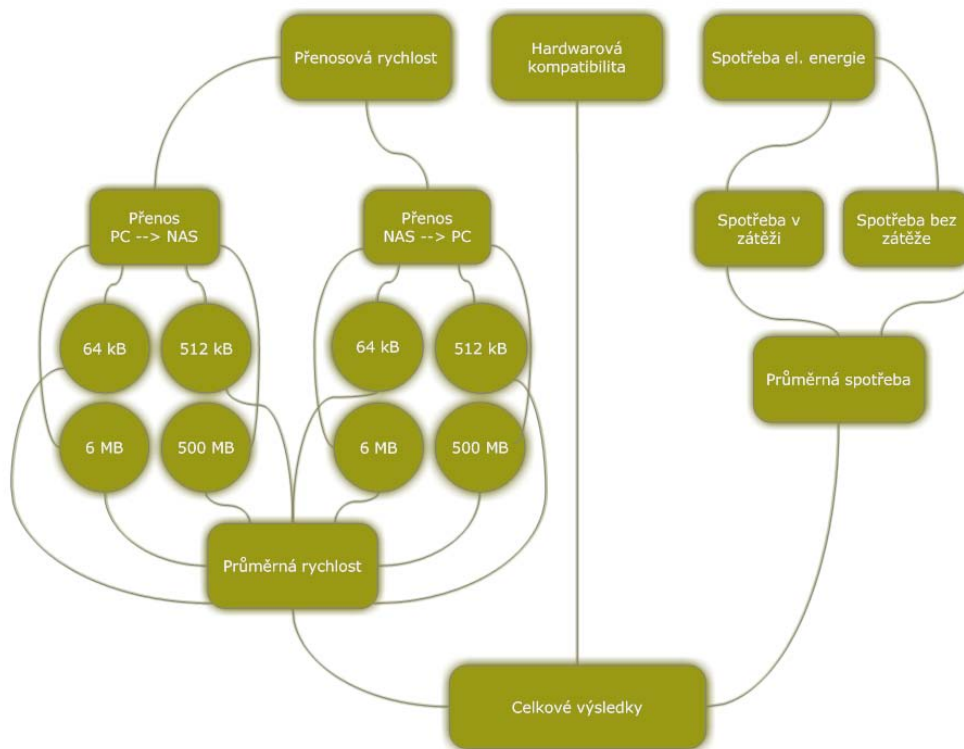 Přenosová rychlost
Hardwarová
kompatibilita
Spotřeba el. energie
Přenos
PC --> NAS
Přenos
NAS --> PC
Spotřeba v
zátěži
Spotřeba bez
zátěže
64 kB
512 kB
64 kB
512 kB
Průměrná spotřeba
6 MB
500 MB
6 MB
500 MB
Průměrná rychlost
Celkové výsledky